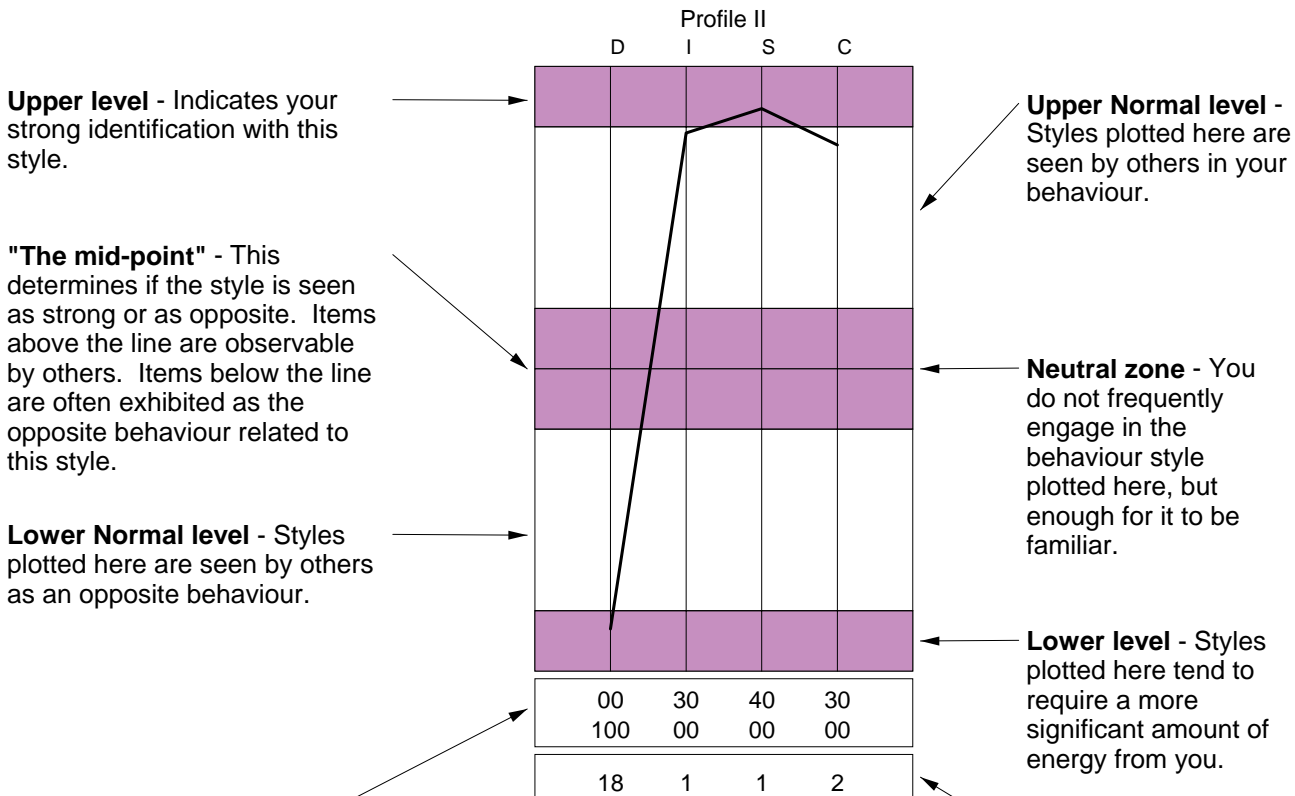 Profile II
D I S C
Upper level - Indicates your
strong identification with this
style.
"The mid-point" - This
determines if the style is seen
as strong or as opposite. Items
above the line are observable
by others. Items below the line
are often exhibited as the
opposite behaviour related to
this style.
Lower Normal level - Styles
plotted here are seen by others
as an opposite behaviour.
Upper Normal level -
Styles plotted here are
seen by others in your
behaviour.
Neutral zone - You
do not frequently
engage in the
behaviour style
plotted here, but
enough for it to be
familiar.
Lower level - Styles
plotted here tend to
require a more
significant amount of
energy from you.
00 30 40 30
100 00 00 00
18 1 1 2